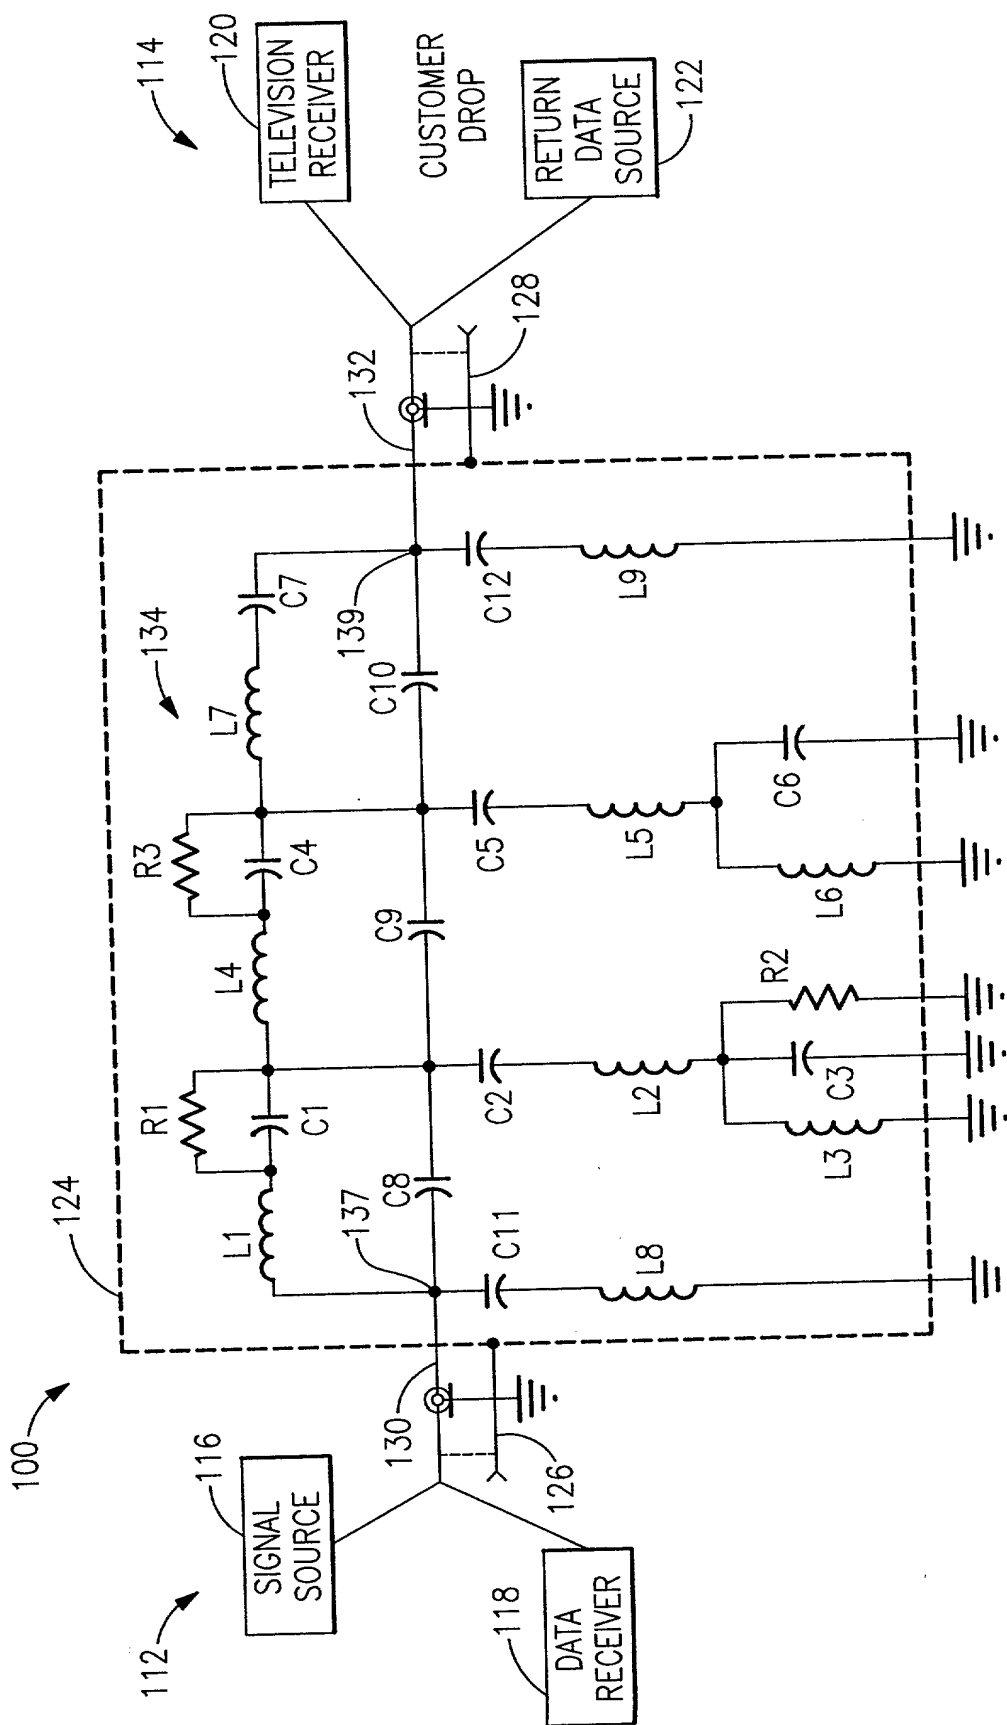 100
112
SIGNAL
SOURCE
116
DATA
RECEIVER
118
130
126
124
137
L1
R1
C1
L4
R3
C4
L7
134
C7
C8
C9
C10
139
C11
L8
C2
L2
L3
C3
R2
C5
L5
L6
C6
C12
L9
132
128
114
TELEVISION
RECEIVER
120
CUSTOMER
DROP
RETURN
DATA
SOURCE
122